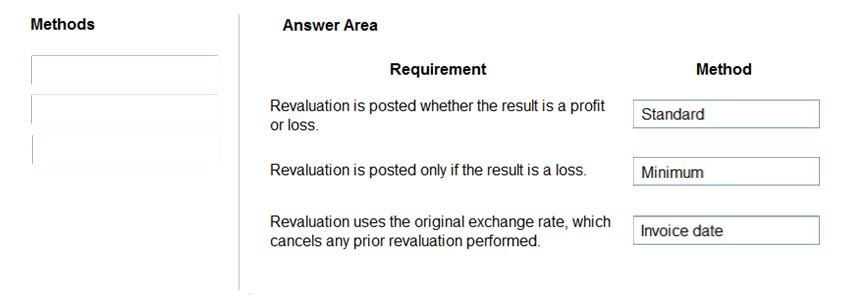 Methods
Answer Area
Requirement
Method
Revaluation is posted whether the result is a profit
or loss.
Standard
Revaluation is posted only if the result is a loss.
Minimum
Revaluation uses the original exchange rate, which
cancels any prior revaluation performed.
Invoice date